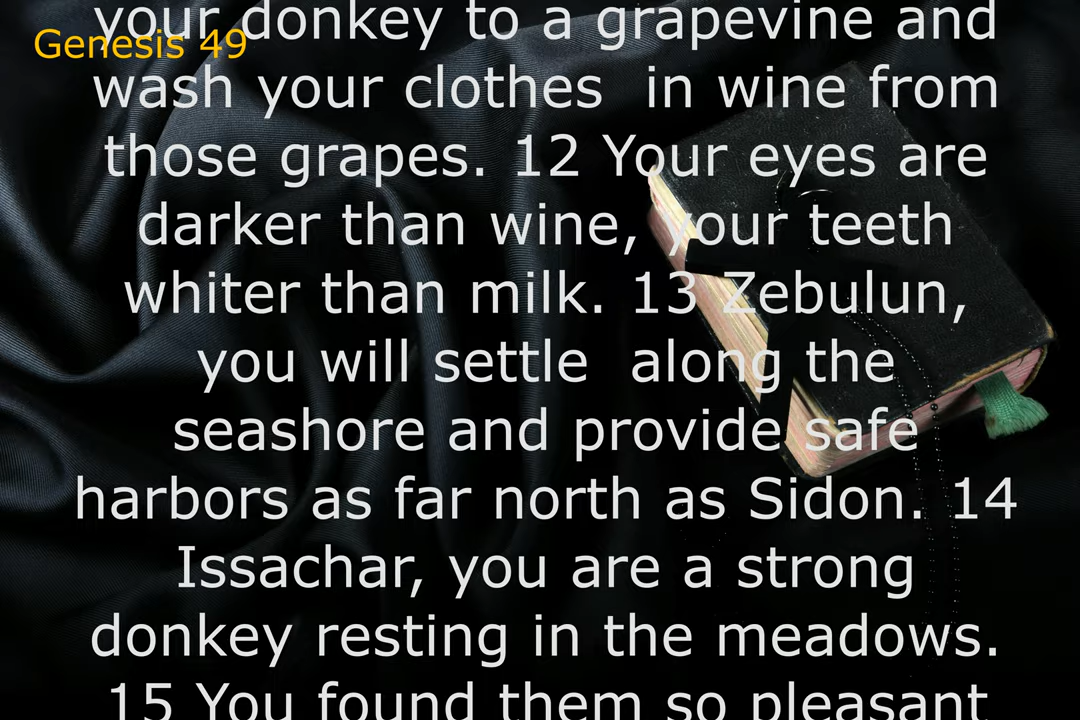 your donkey to a grapevine and
Genesis 49
wash your clothes  in wine from
those grapes. 12 Your eyes are
darker than wine, your teeth
whiter than milk. 13 Zebulun,
you will settle  along the
seashore and provide safe
harbors as far north as Sidon. 14
Issachar, you are a strong
donkey resting in the meadows.
15 You found them so pleasant